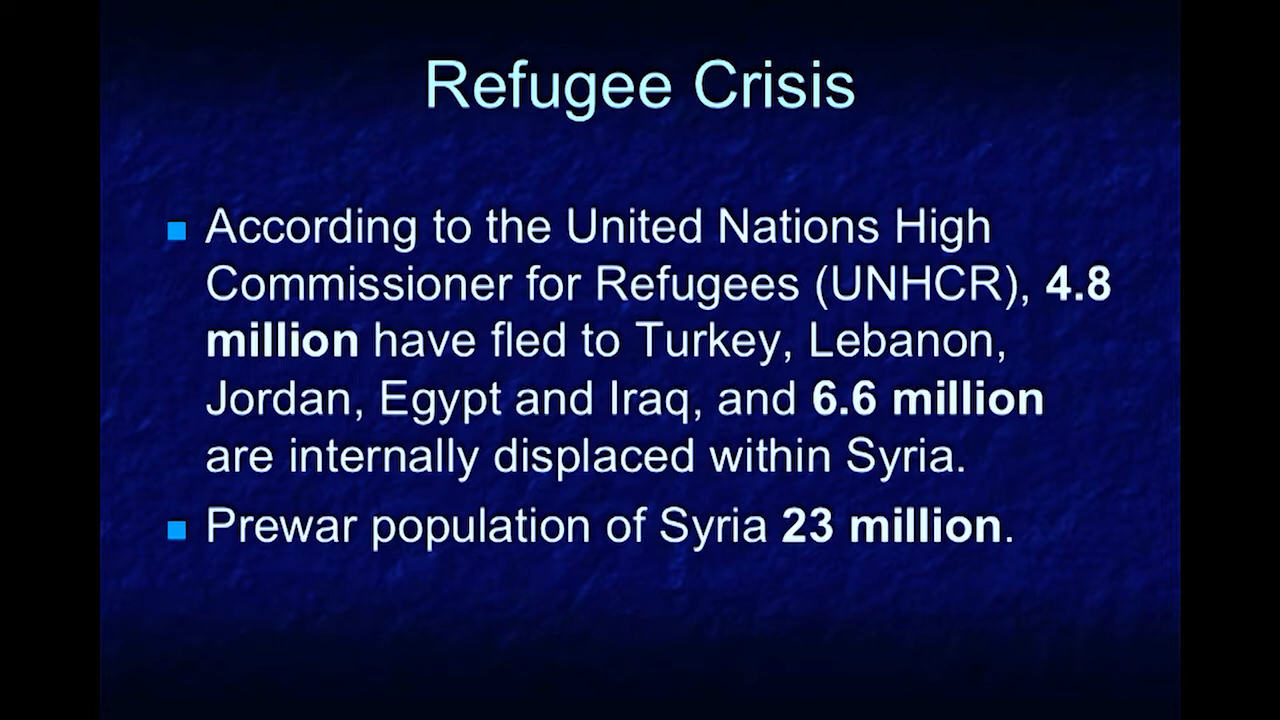 Refugee Crisis
According to the United Nations High
Commissioner for Refugees (UNHCR), 4.8
million have fled to Turkey, Lebanon,
Jordan, Egypt and Iraq, and 6.6 million
are internally displaced within Syria.
Prewar population of Syria 23 million.